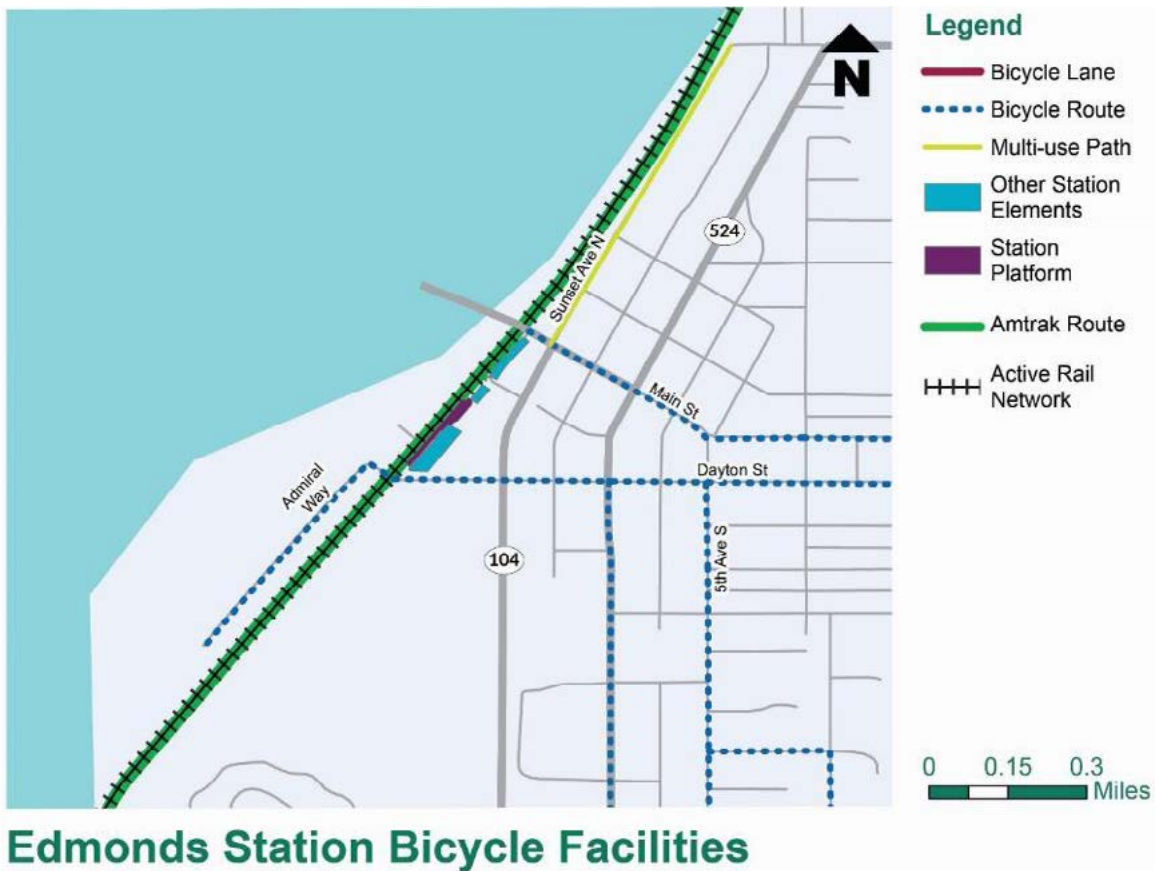 Legend
N
Bicycle Lane
Bicycle Route
Multi-use Path
Other Station
Elements
Station
Platform
Amtrak Route
Active Rail
Network
Sunset Ave N
524
Main St
Dayton St
Admiral
Way
104
5th Ave S
0 0.15 0.3
Miles
Edmonds Station Bicycle Facilities